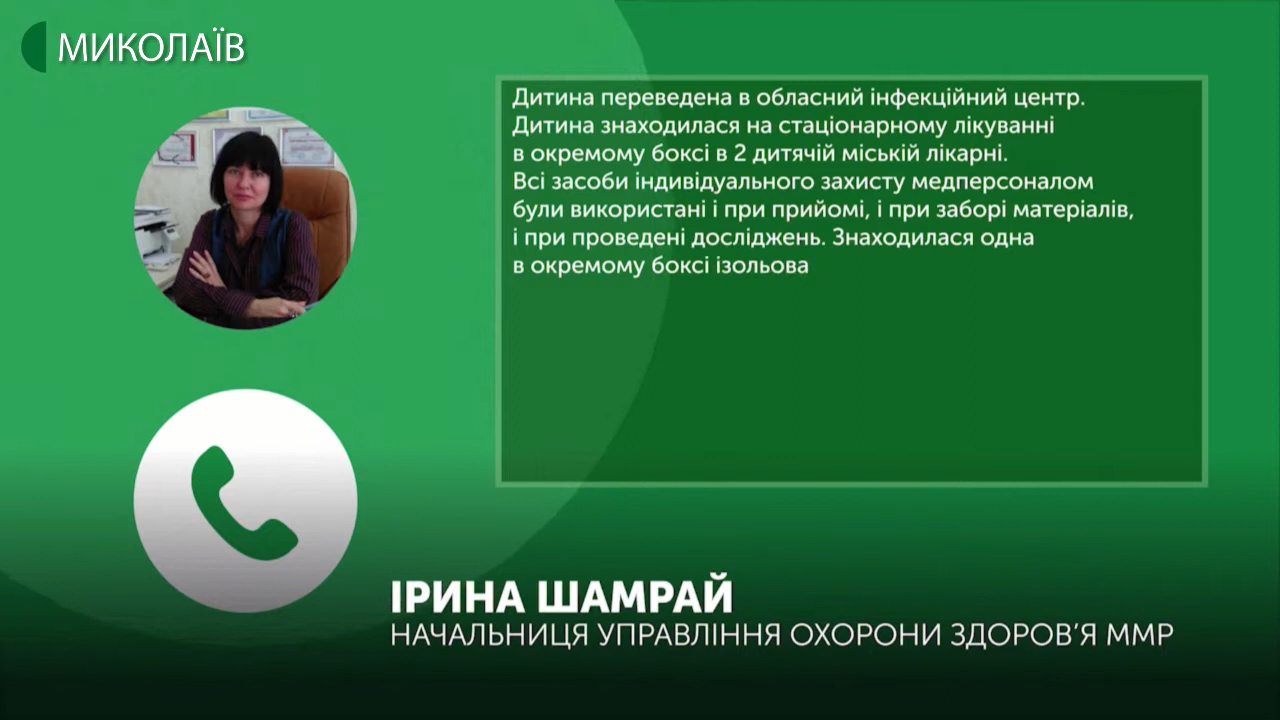 МИКОЛАЇВ
Дитина переведена в обласний інфекційний центр.
Дитина знаходилася на стаціонарному лікуванні
в окремому боксі в 2 дитячій міській лікарні.
Всі засоби індивідуального захисту медперсоналом
були використані і при прийомі, і при заборі матеріалів,
і при проведені досліджень. Знаходилася одна
в окремому боксі ізольова
ІРИНА ШАМРАЙ
НАЧАЛЬНИЦЯ УПРАВЛІННЯ ОХОРОНИ ЗДОРОВ’Я ММР